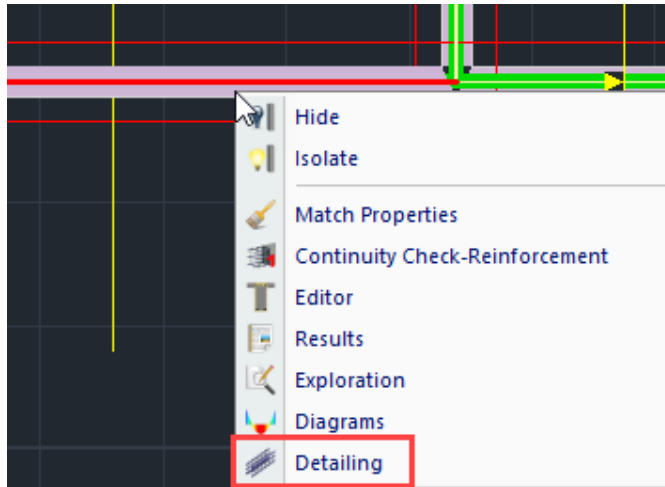 Hide
Isolate
Match Properties
Continuity Check-Reinforcement
Editor
Results
Exploration
Diagrams
Detailing